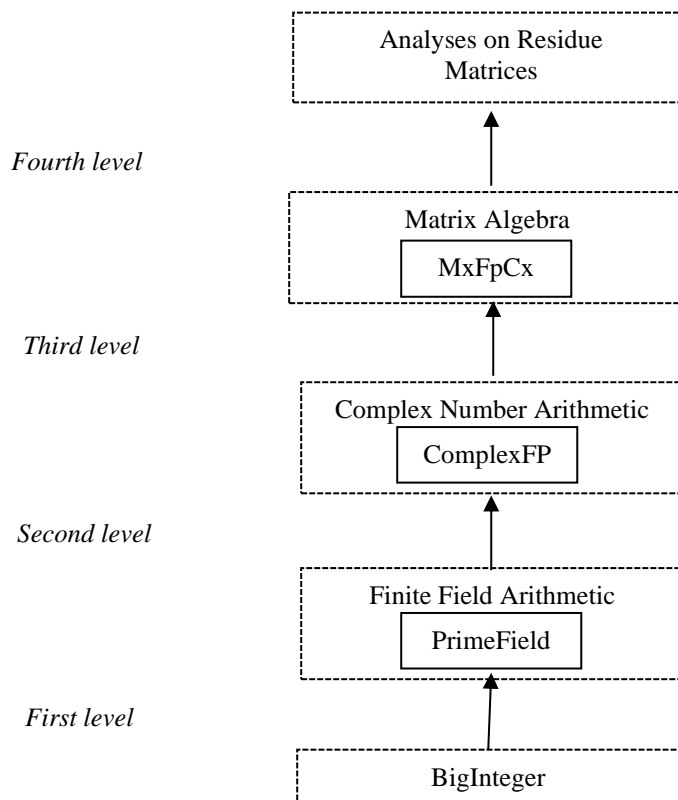 Analyses on Residue
Matrices
Fourth level
Matrix Algebra
MxFpCx
Third level
Complex Number Arithmetic
ComplexFP
Second level
Finite Field Arithmetic
PrimeField
First level
BigInteger